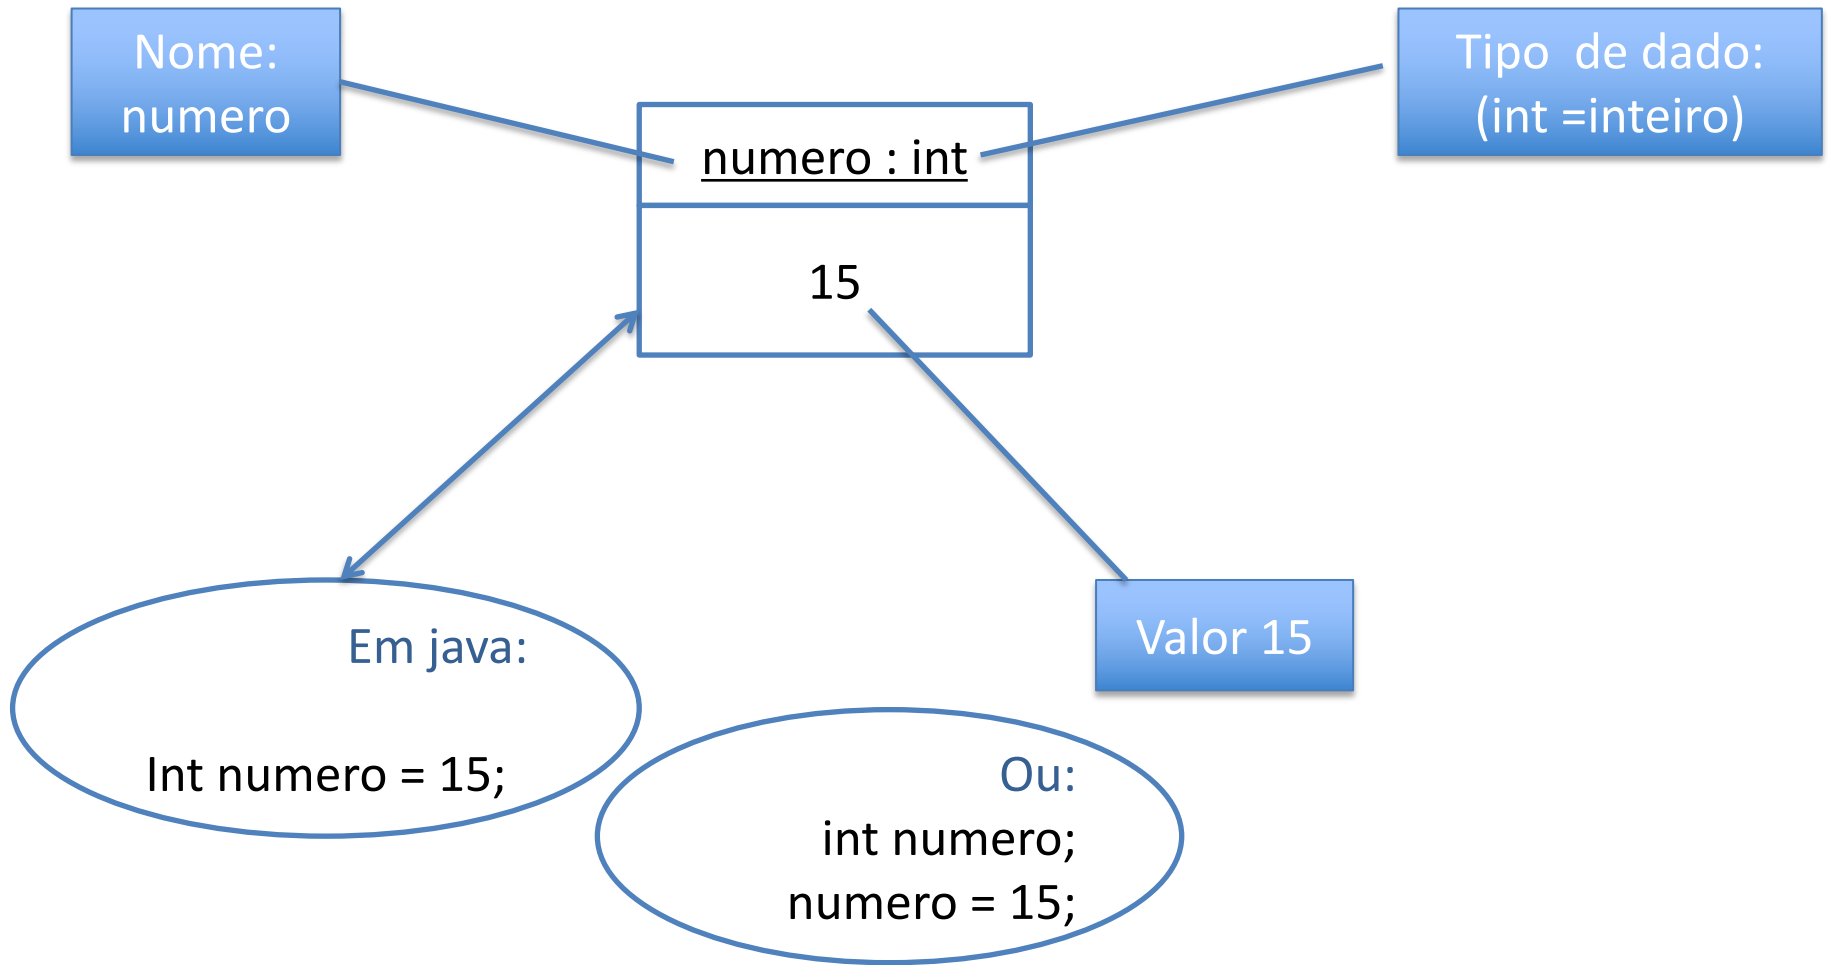 Nome:
numero
Tipo  de dado:
(int =inteiro)
numero : int
15
Em java:
Int numero = 15;
Valor 15
Ou:
int numero;
numero = 15;